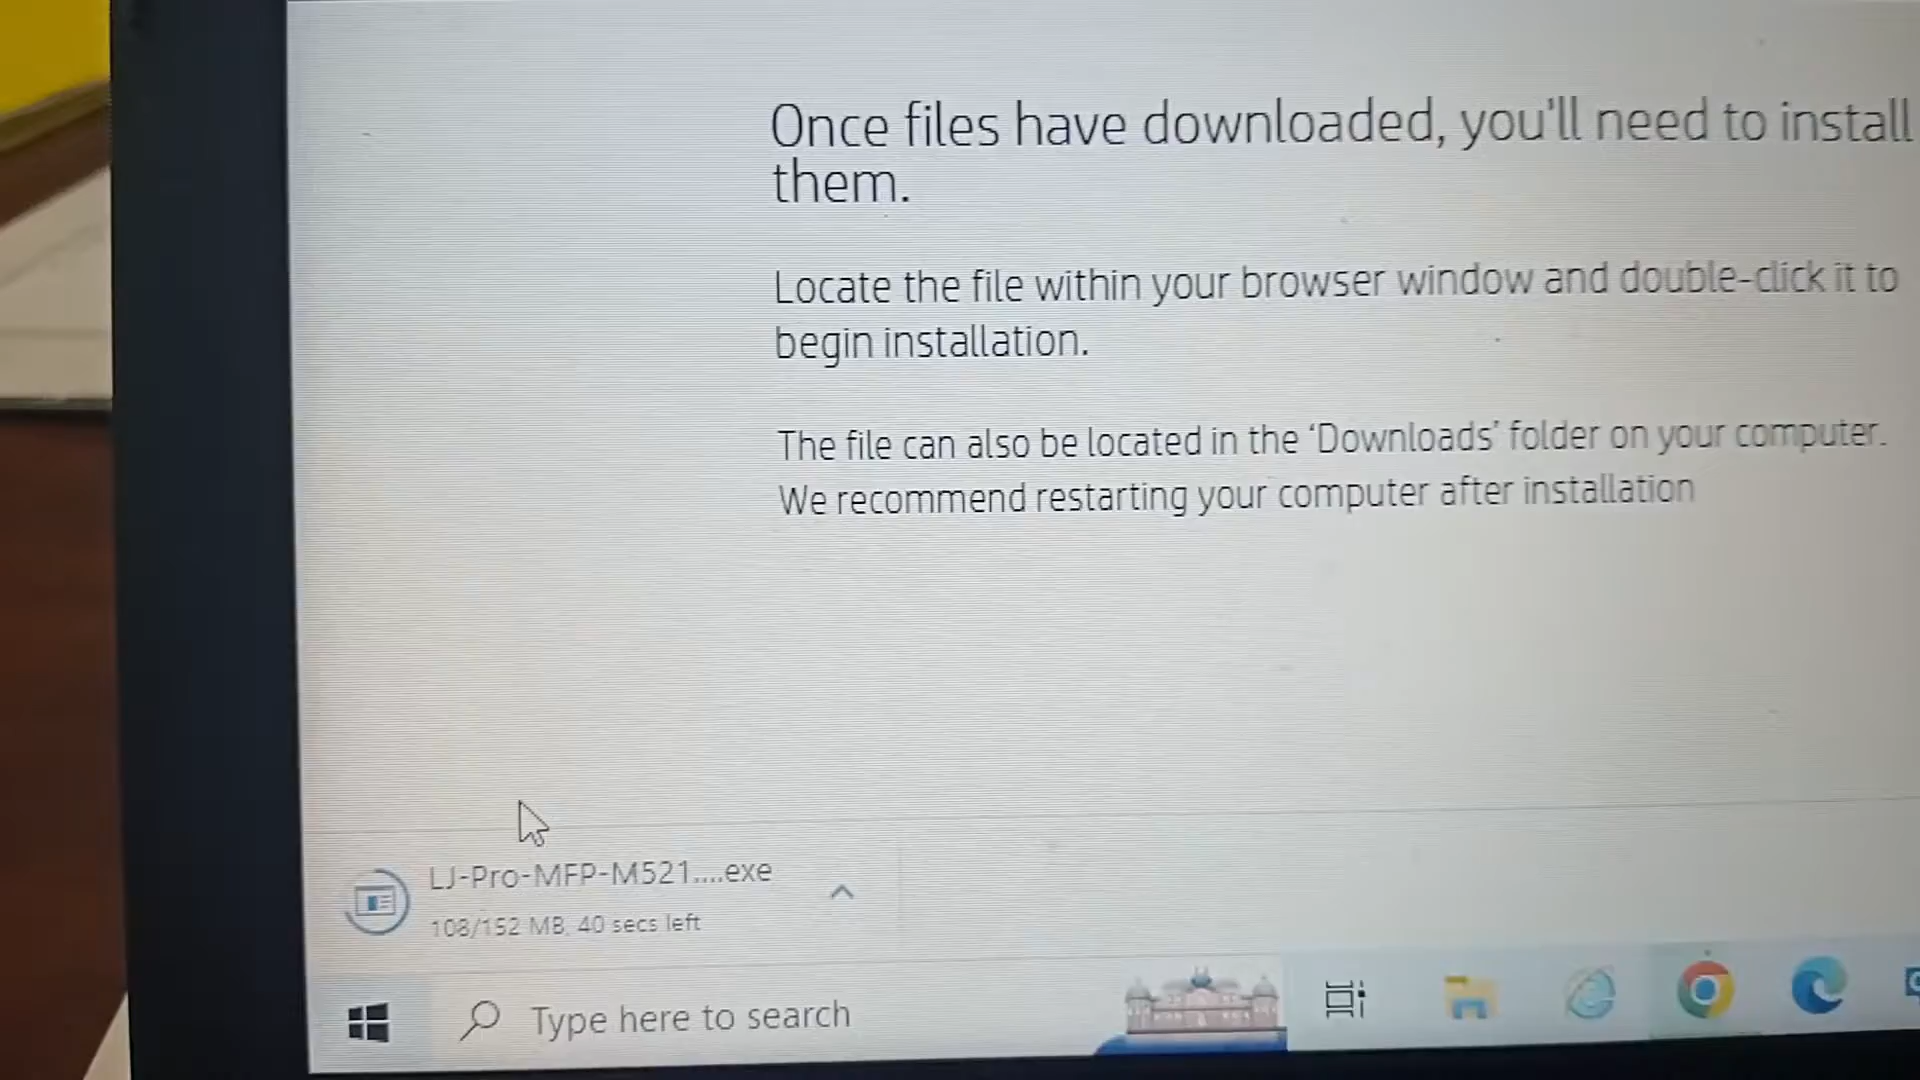 Once files have downloaded, you'll need to install
them.
Locate the file within your browser window and double-click it to
begin installation.
The file can also be located in the ‘Downloads’ folder on your computer.
We recommend restarting your computer after installation
LJ-Pro-MFP-M521....exe
108/152 MB, 40 secs left
Type here to search